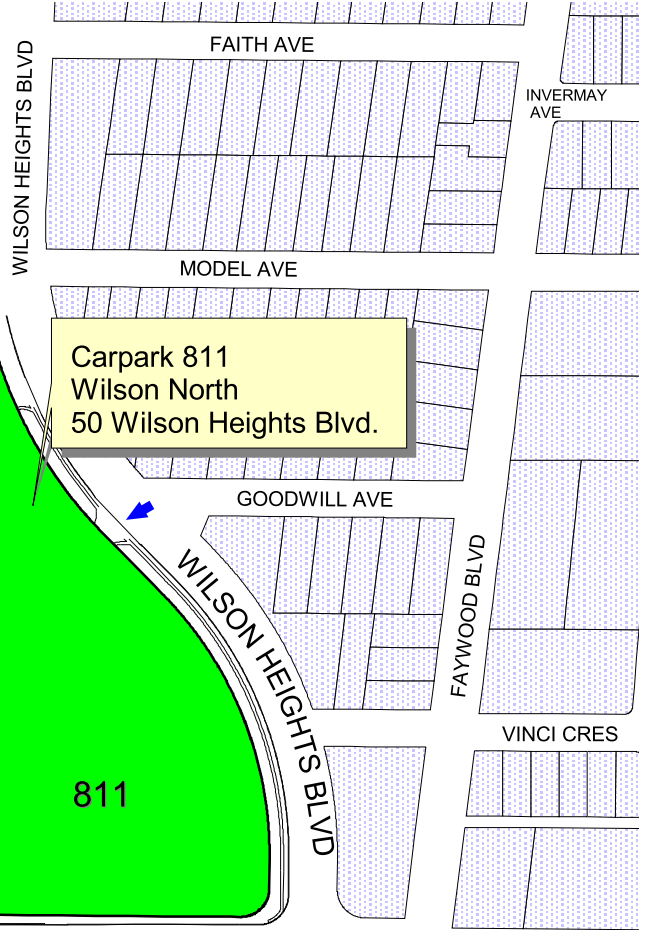 FAITH AVE
WILSON HEIGHTS BLVD
INVERMAY
AVE
MODEL AVE
Carpark 811
Wilson North
50 Wilson Heights Blvd.
GOODWILL AVE
WILSON HEIGHTS BLVD
FAYWOOD BLVD
VINCI CRES
811